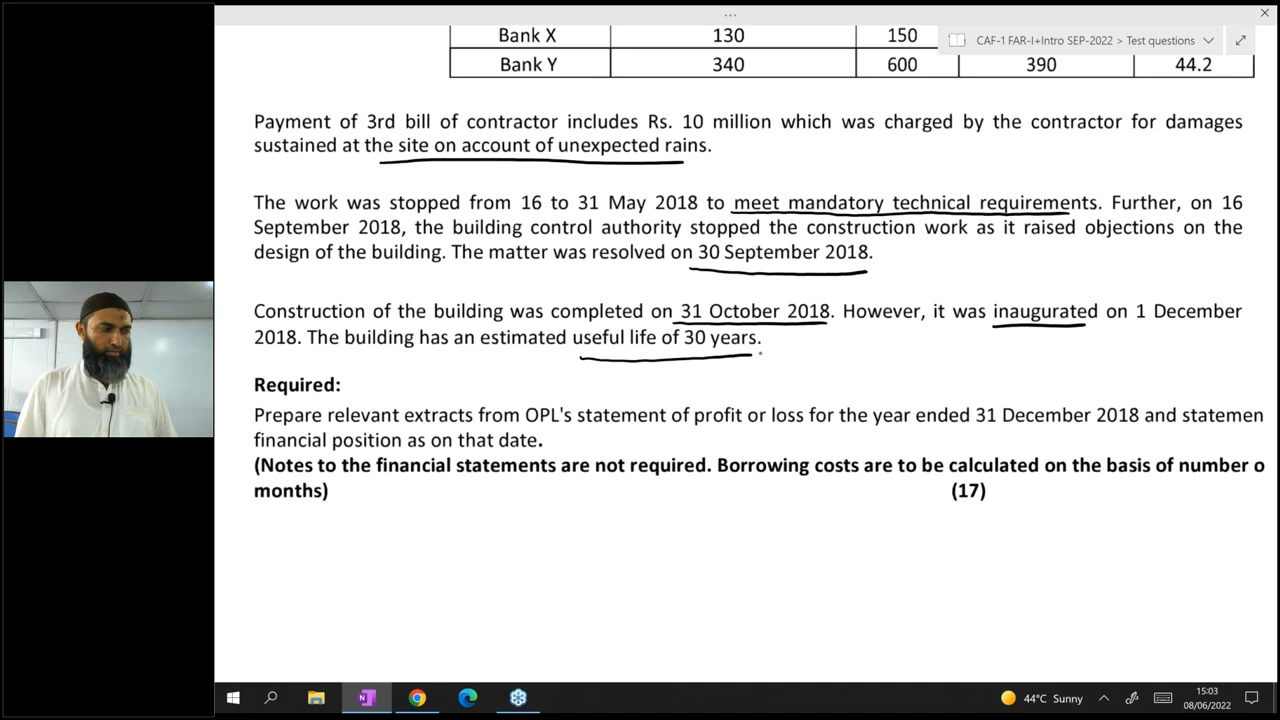 ...
Bank X 130 150
CAF-1 FAR-I+Intro SEP-2022 > Test questions
Bank Y 340 600 390 44.2
Payment of 3rd bill of contractor includes Rs. 10 million which was charged by the contractor for damages
sustained at the site on account of unexpected rains.
The work was stopped from 16 to 31 May 2018 to meet mandatory technical requirements. Further, on 16
September 2018, the building control authority stopped the construction work as it raised objections on the
design of the building. The matter was resolved on 30 September 2018.
Construction of the building was completed on 31 October 2018. However, it was inaugurated on 1 December
2018. The building has an estimated useful life of 30 years.
Required:
Prepare relevant extracts from OPL's statement of profit or loss for the year ended 31 December 2018 and statemen
financial position as on that date.
(Notes to the financial statements are not required. Borrowing costs are to be calculated on the basis of number o
months) (17)
44°C Sunny
15:03
08/06/2022